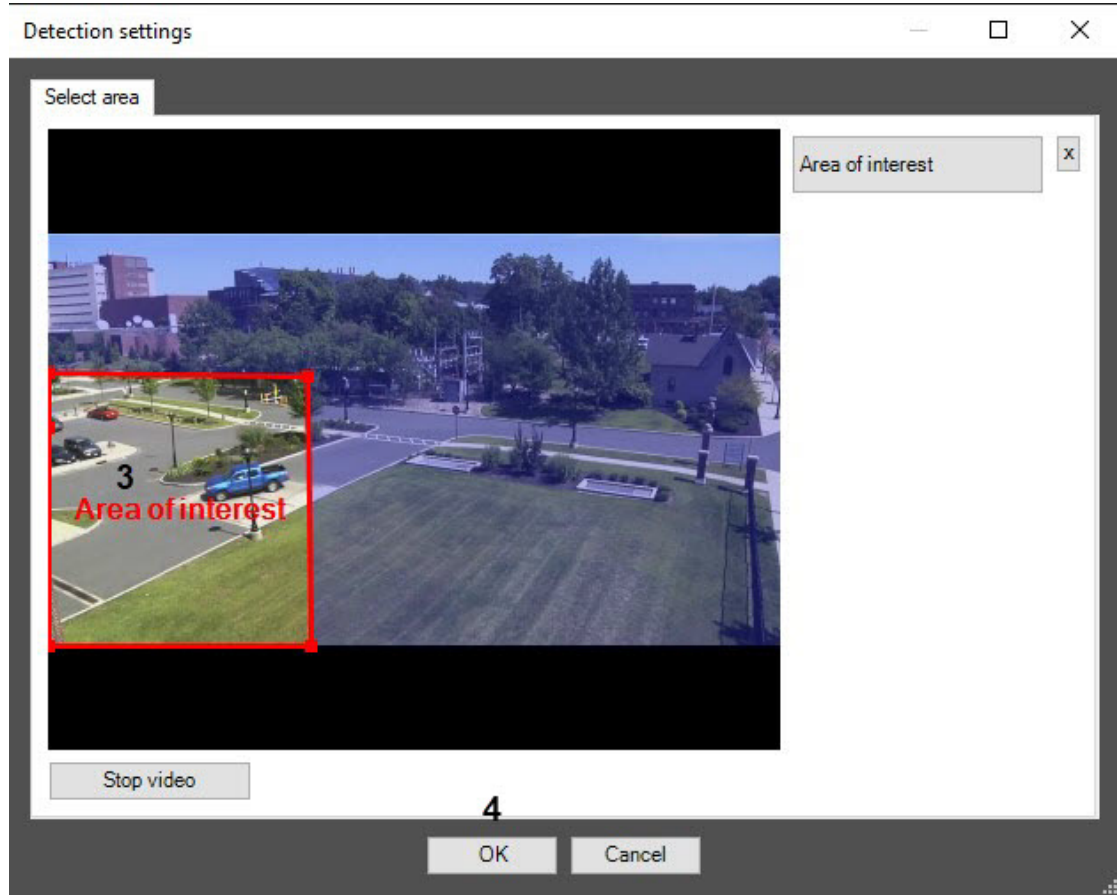 Detection settings
Select area
Area of interest
x
3
Area of interest
Stop video
4
OK
Cancel